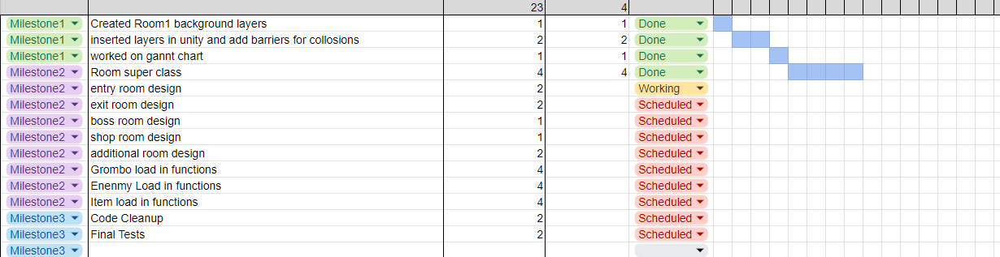 23 4
Milestone1 Created Room1 background layers 1 1 Done
Milestone1 inserted layers in unity and add barriers for collosions 2 2 Done
Milestone1 worked on gannt chart 1 1 Done
Milestone2 Room super class 4 4 Done
Milestone2 entry room design 2 Working
Milestone2 exit room design 2 Scheduled
Milestone2 boss room design 1 Scheduled
Milestone2 shop room design 1 Scheduled
Milestone2 additional room design 2 Scheduled
Milestone2 Grombo load in functions 4 Scheduled
Milestone2 Enenmy Load in functions 4 Scheduled
Milestone2 Item load in functions 4 Scheduled
Milestone3 Code Cleanup 2 Scheduled
Milestone3 Final Tests 2 Scheduled
Milestone3